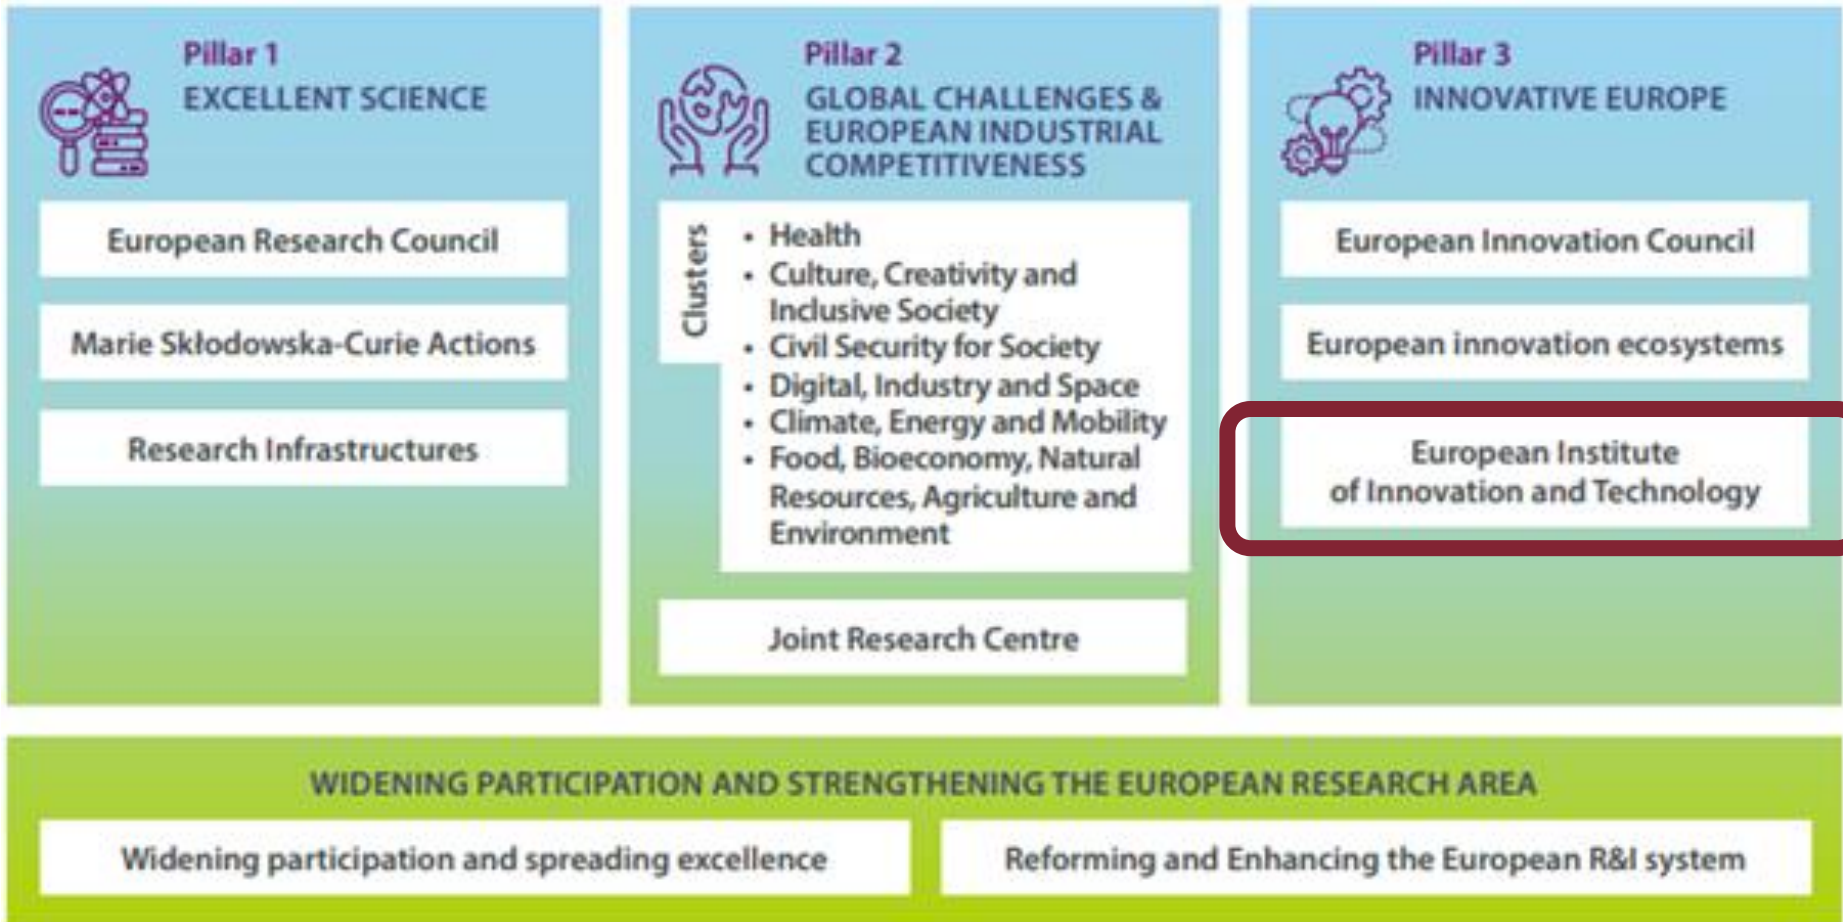 Pillar 1
EXCELLENT SCIENCE
European Research Council
Marie Skłodowska-Curie Actions
Research Infrastructures
Pillar 2
GLOBAL CHALLENGES &
EUROPEAN INDUSTRIAL
COMPETITIVENESS
Clusters
• Health
• Culture, Creativity and
Inclusive Society
• Civil Security for Society
• Digital, Industry and Space
• Climate, Energy and Mobility
• Food, Bioeconomy, Natural
Resources, Agriculture and
Environment
Joint Research Centre
Pillar 3
INNOVATIVE EUROPE
European Innovation Council
European innovation ecosystems
European Institute
of Innovation and Technology
WIDENING PARTICIPATION AND STRENGTHENING THE EUROPEAN RESEARCH AREA
Widening participation and spreading excellence
Reforming and Enhancing the European R&I system